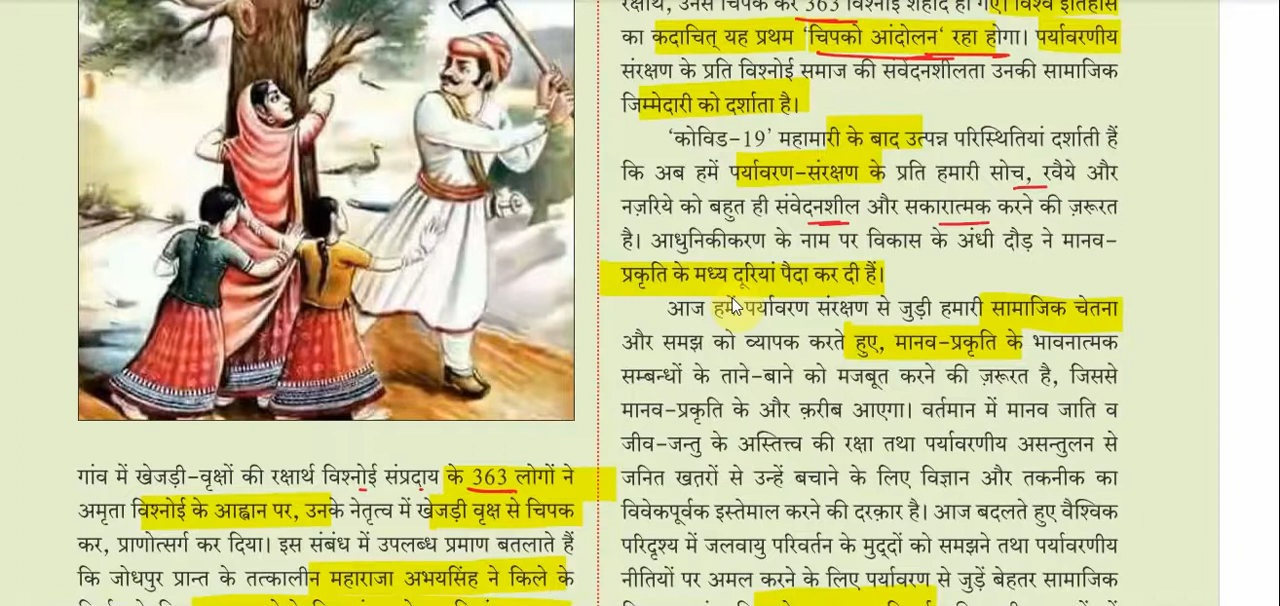 गांव में खेजड़ी-वृक्षों की रक्षार्थ विश्नोई संप्रदाय के 363 लोगों ने
अमृता विश्नोई के आह्वान पर, उनके नेतृत्व में खेजड़ी वृक्ष से चिपक
कर, प्राणोत्सर्ग कर दिया। इस संबंध में उपलब्ध प्रमाण बतलाते हैं
कि जोधपुर प्रान्त के तत्कालीन महाराजा अभयसिंह ने किले के
रक्षार्थ, उनसे चिपक कर 363 विश्नोई शहीद हो गए। विश्व इतिहास
का कदाचित् यह प्रथम 'चिपको आंदोलन' रहा होगा। पर्यावरणीय
संरक्षण के प्रति विश्नोई समाज की संवेदनशीलता उनकी सामाजिक
जिम्मेदारी को दर्शाता है।
'कोविड-19' महामारी के बाद उत्पन्न परिस्थितियां दर्शाती हैं
कि अब हमें पर्यावरण-संरक्षण के प्रति हमारी सोच, रवैये और
नज़रिये को बहुत ही संवेदनशील और सकारात्मक करने की ज़रूरत
है। आधुनिकीकरण के नाम पर विकास के अंधी दौड़ ने मानव-
प्रकृति के मध्य दूरियां पैदा कर दी हैं।
आज हमें पर्यावरण संरक्षण से जुड़ी हमारी सामाजिक चेतना
और समझ को व्यापक करते हुए, मानव-प्रकृति के भावनात्मक
सम्बन्धों के ताने-बाने को मजबूत करने की ज़रूरत है, जिससे
मानव-प्रकृति के और क़रीब आएगा। वर्तमान में मानव जाति व
जीव-जन्तु के अस्तित्त्व की रक्षा तथा पर्यावरणीय असन्तुलन से
जनित खतरों से उन्हें बचाने के लिए विज्ञान और तकनीक का
विवेकपूर्वक इस्तेमाल करने की दरक़ार है। आज बदलते हुए वैश्विक
परिदृश्य में जलवायु परिवर्तन के मुद्दों को समझने तथा पर्यावरणीय
नीतियों पर अमल करने के लिए पर्यावरण से जुड़ें बेहतर सामाजिक